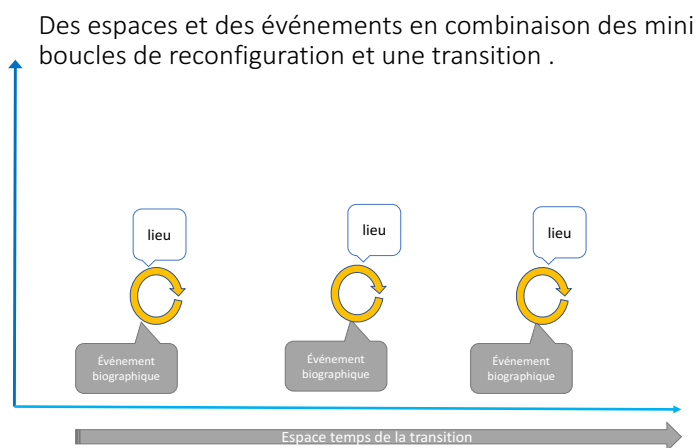 Des espaces et des événements en combinaison des mini
boucles de reconfiguration et une transition .
lieu
lieu
lieu
Événement
biographique
Événement
biographique
Événement
biographique
Espace temps de la transition